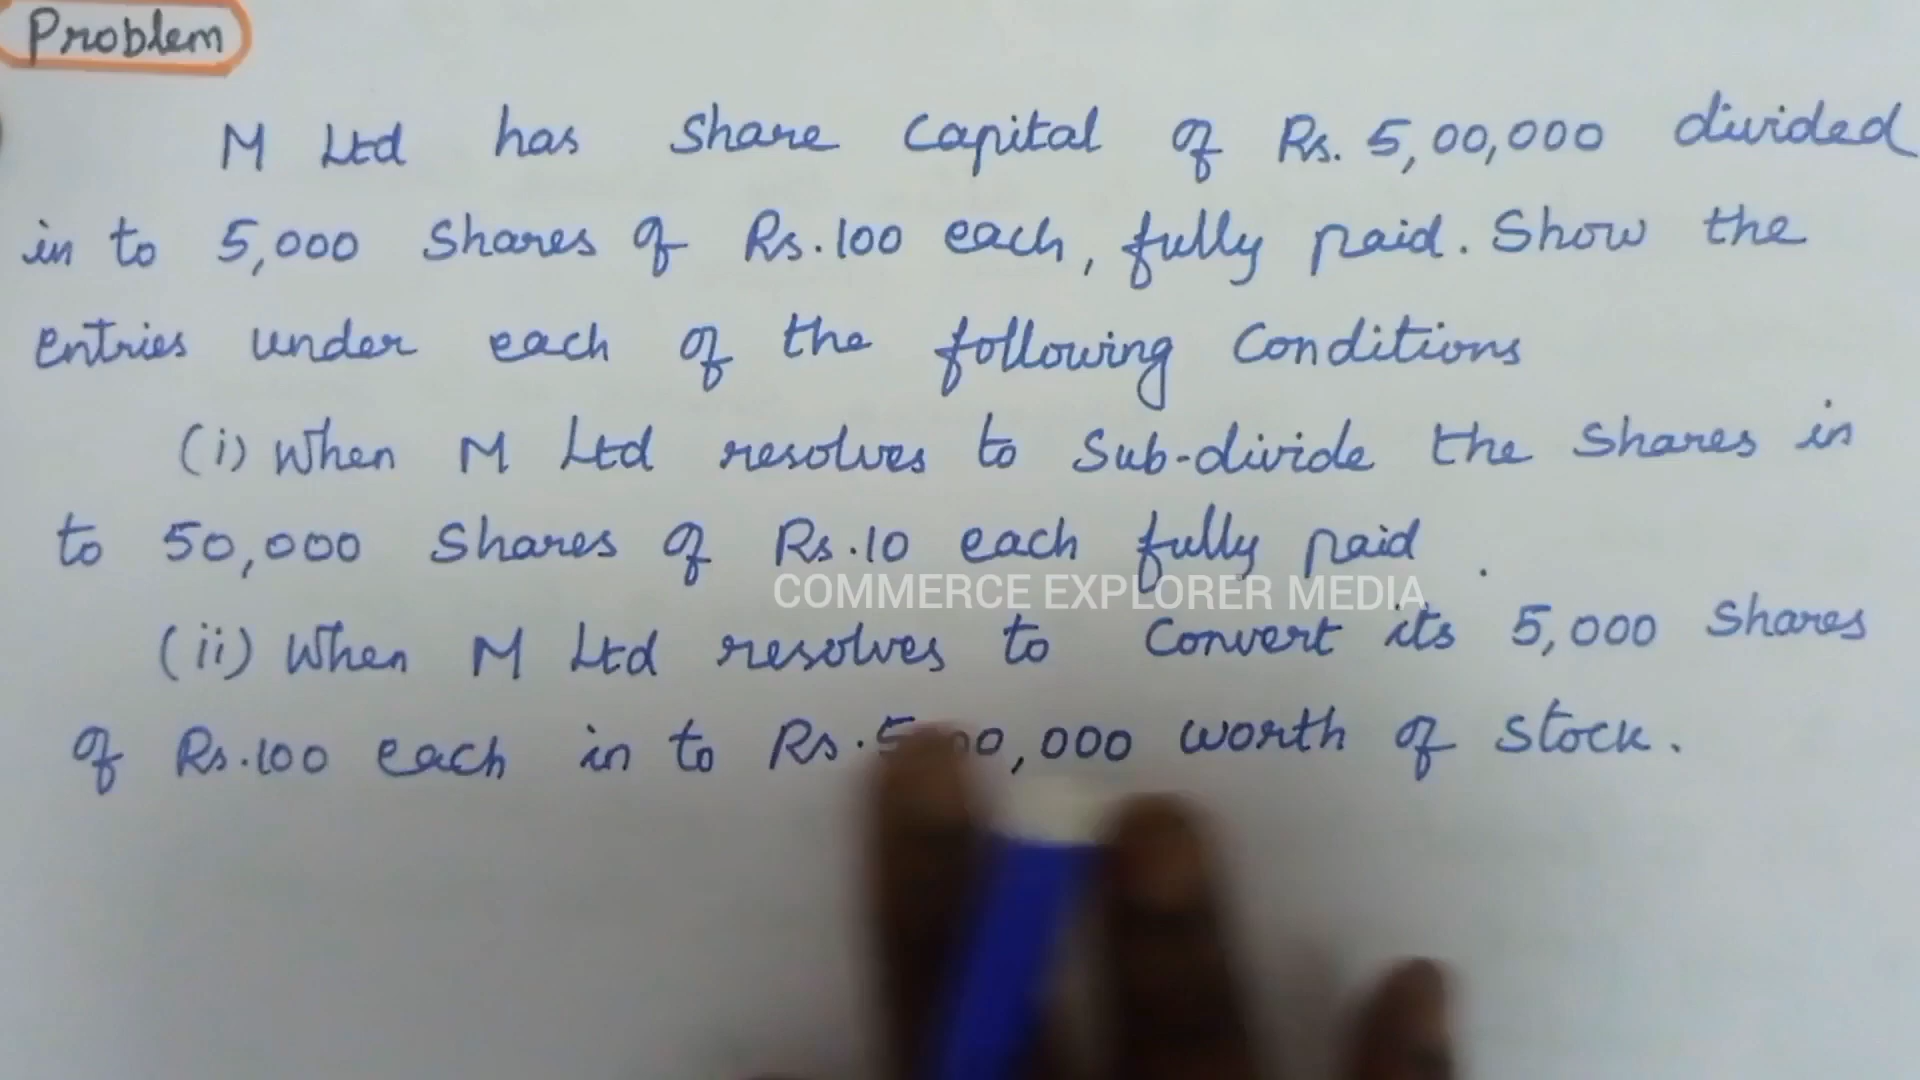 Problem
M Ltd has Share Capital of Rs. 5,00,000 divided
in to 5,000 Shares of Rs.100 each, fully paid. Show the
entries under each of the following Conditions
(i) When M Ltd resolves to Sub-divide the Shares in
to 50,000 Shares of Rs.10 each fully paid.
COMMERCE EXPLORER MEDIA
(ii) When M Ltd resolves to Convert its 5,000 Shares
of Rs.100 each in to Rs. worth of stock.